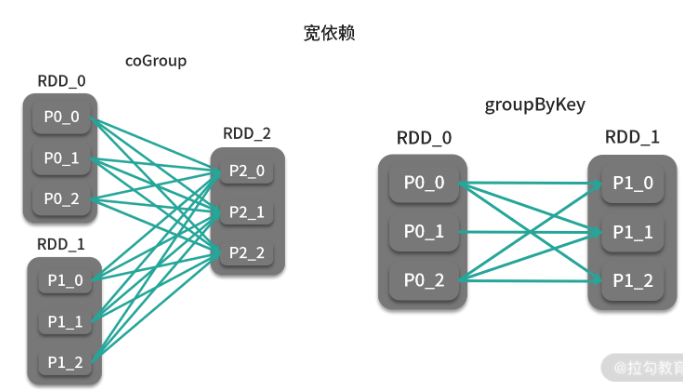 宽依赖
coGroup
RDD_0
P0_0
P0_1
P0_2
RDD_1
P1_0
P1_1
P1_2
RDD_2
P2_0
P2_1
P2_2
groupByKey
RDD_0
P0_0
P0_1
P0_2
RDD_1
P1_0
P1_1
P1_2
@拉勾教育